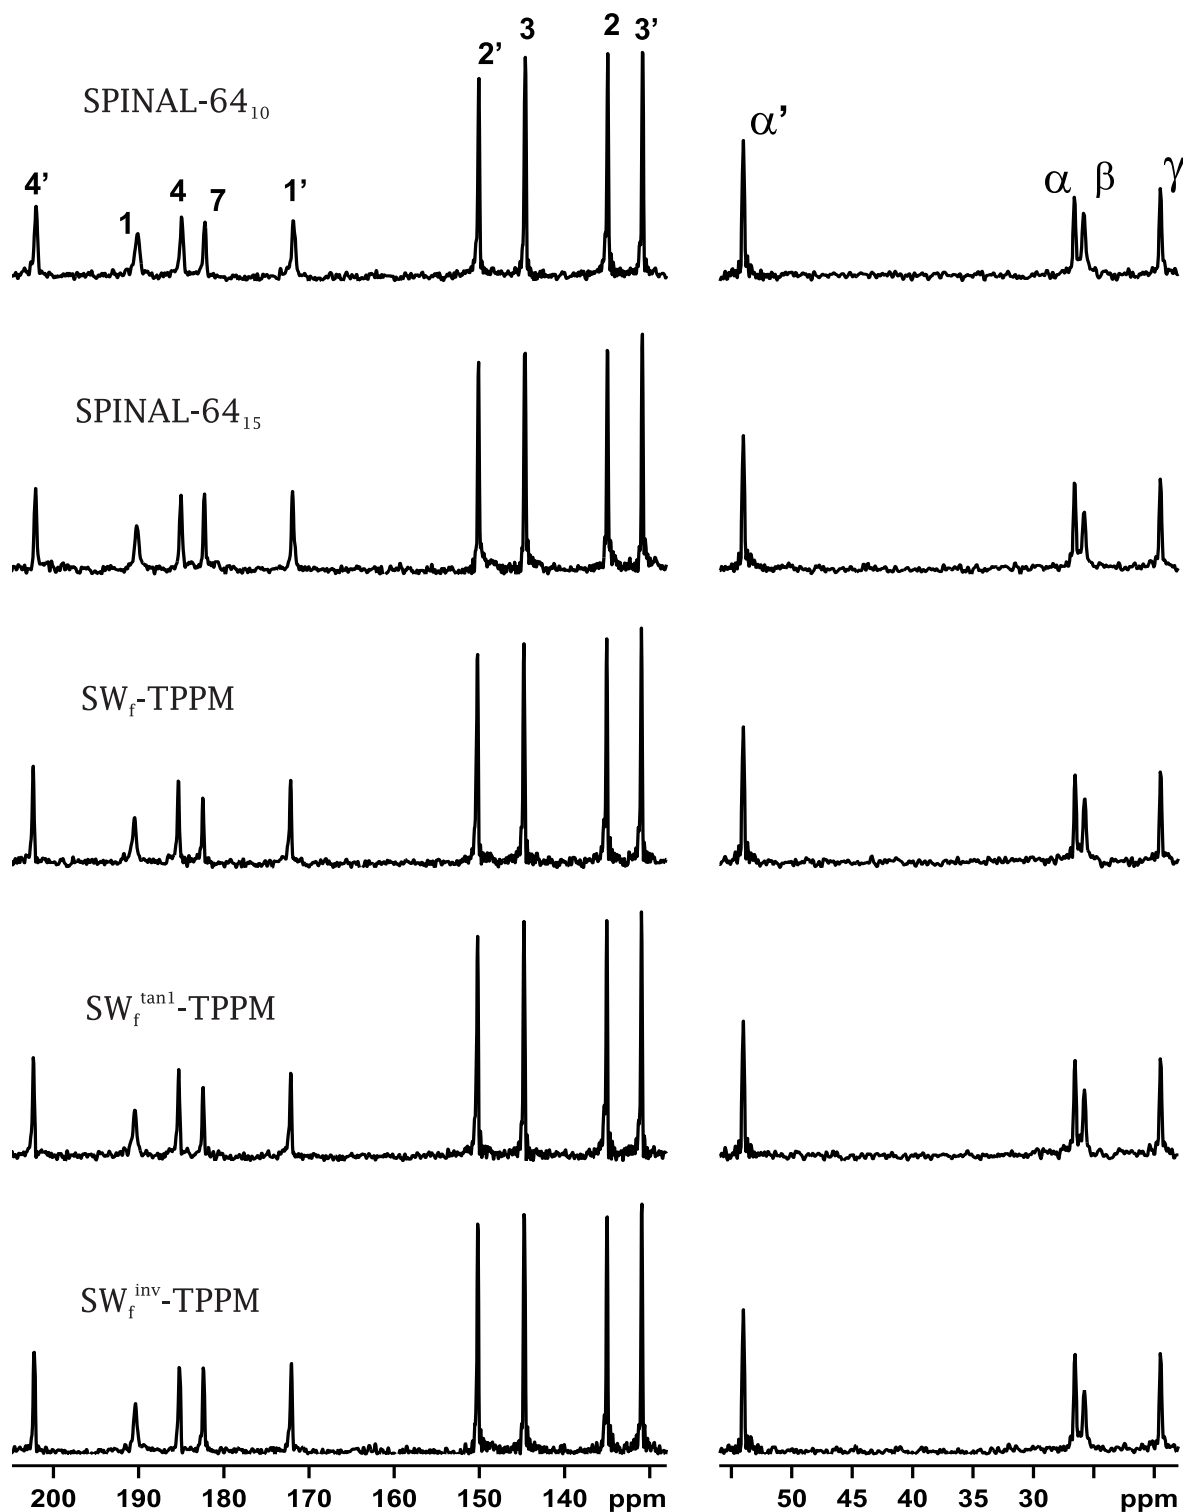 4’ 1 4 7 1’ 2’ 3 2 3’ α’ α β γ
SPINAL-64₁₀
SPINAL-64₁₅
SW_f-TPPM
SW_f^tan1-TPPM
SW_f^inv-TPPM
200 190 180 170 160 150 140 ppm 50 45 40 35 30 ppm